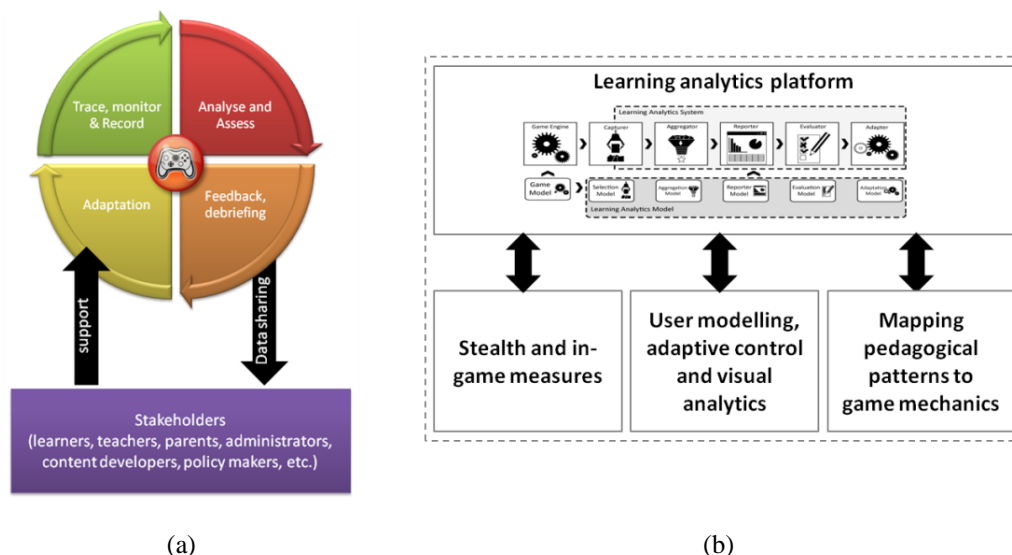 Trace, monitor
& Record
Analyse and
Assess
Adaptation
Feedback,
debriefing
support
Data sharing
Stakeholders
(learners, teachers, parents, administrators,
content developers, policy makers, etc.)
(a)
Learning analytics platform
Learning Analytics System
Game Engine
Capturer
Aggregator
Reporter
Evaluator
Adapter
Game
Model
Selection
Model
Aggregation
Model
Reporter
Model
Evaluation
Model
Adaptation
Model
Learning Analytics Model
Stealth and in-
game measures
User modelling,
adaptive control
and visual
analytics
Mapping
pedagogical
patterns to
game mechanics
(b)